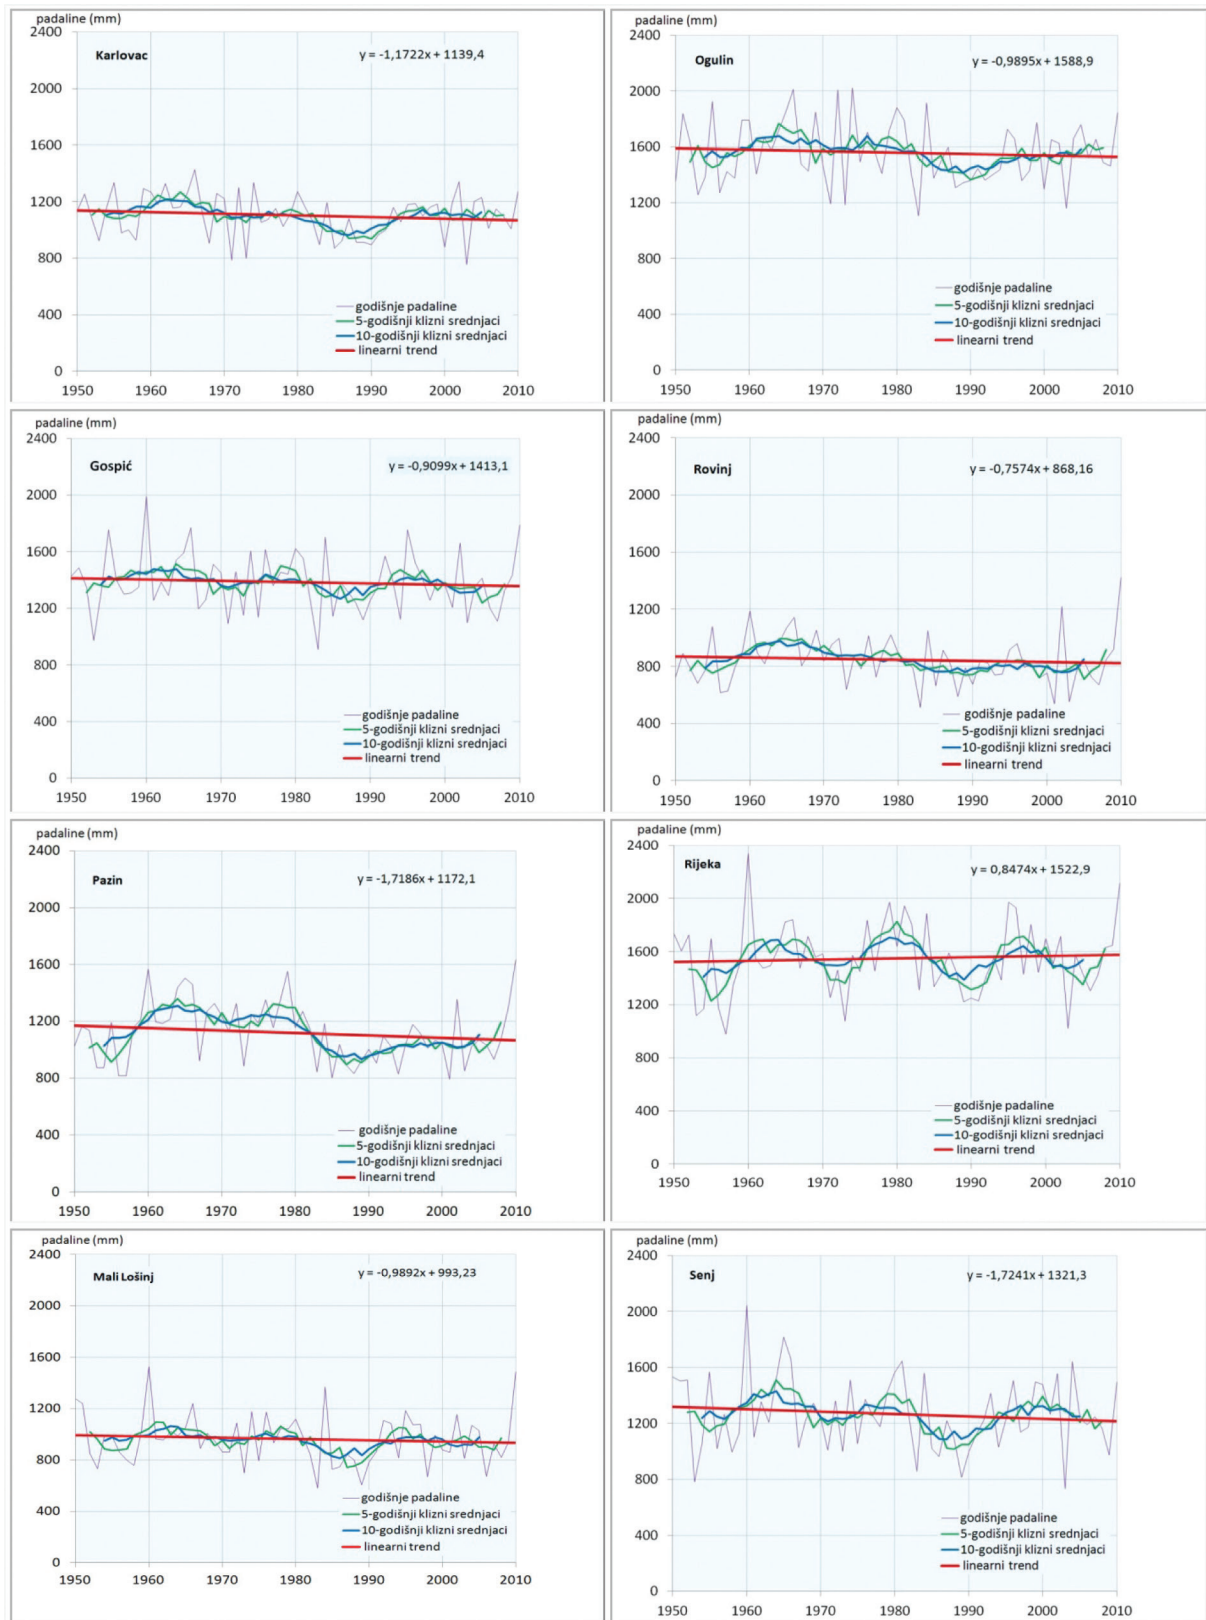 padaline (mm)
2400
2000
1600
1200
800
400
0
Karlovac
y = -1,1722x + 1139,4
godišnje padaline
5-godišnji klizni srednjaci
10-godišnji klizni srednjaci
linearni trend
1950 1960 1970 1980 1990 2000 2010
padaline (mm)
2400
2000
1600
1200
800
400
0
Ogulin
y = -0,9895x + 1588,9
godišnje padaline
5-godišnji klizni srednjaci
10-godišnji klizni srednjaci
linearni trend
1950 1960 1970 1980 1990 2000 2010
padaline (mm)
2400
2000
1600
1200
800
400
0
Gospić
y = -0,9099x + 1413,1
godišnje padaline
5-godišnji klizni srednjaci
10-godišnji klizni srednjaci
linearni trend
1950 1960 1970 1980 1990 2000 2010
padaline (mm)
2400
2000
1600
1200
800
400
0
Rovinj
y = -0,7574x + 868,16
godišnje padaline
5-godišnji klizni srednjaci
10-godišnji klizni srednjaci
linearni trend
1950 1960 1970 1980 1990 2000 2010
padaline (mm)
2400
2000
1600
1200
800
400
0
Pazin
y = -1,7186x + 1172,1
godišnje padaline
5-godišnji klizni srednjaci
10-godišnji klizni srednjaci
linearni trend
1950 1960 1970 1980 1990 2000 2010
padaline (mm)
2400
2000
1600
1200
800
400
0
Rijeka
y = 0,8474x + 1522,9
godišnje padaline
5-godišnji klizni srednjaci
10-godišnji klizni srednjaci
linearni trend
1950 1960 1970 1980 1990 2000 2010
padaline (mm)
2400
2000
1600
1200
800
400
0
Mali Lošinj
y = -0,9892x + 993,23
godišnje padaline
5-godišnji klizni srednjaci
10-godišnji klizni srednjaci
linearni trend
1950 1960 1970 1980 1990 2000 2010
padaline (mm)
2400
2000
1600
1200
800
400
0
Senj
y = -1,7241x + 1321,3
godišnje padaline
5-godišnji klizni srednjaci
10-godišnji klizni srednjaci
linearni trend
1950 1960 1970 1980 1990 2000 2010